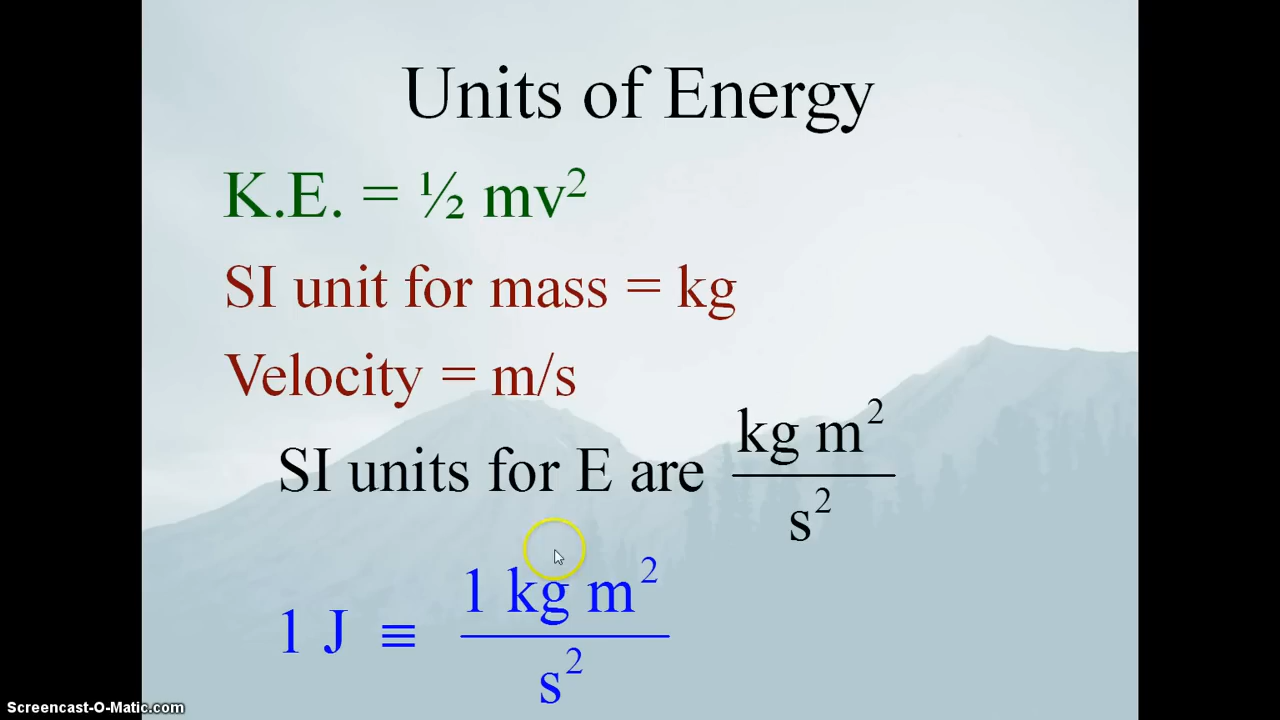 Units of Energy
K.E. = ½ mv²
SI unit for mass = kg
Velocity = m/s
SI units for E are kg m² / s²
1 J ≡ 1 kg m² / s²
Screencast-O-Matic.com